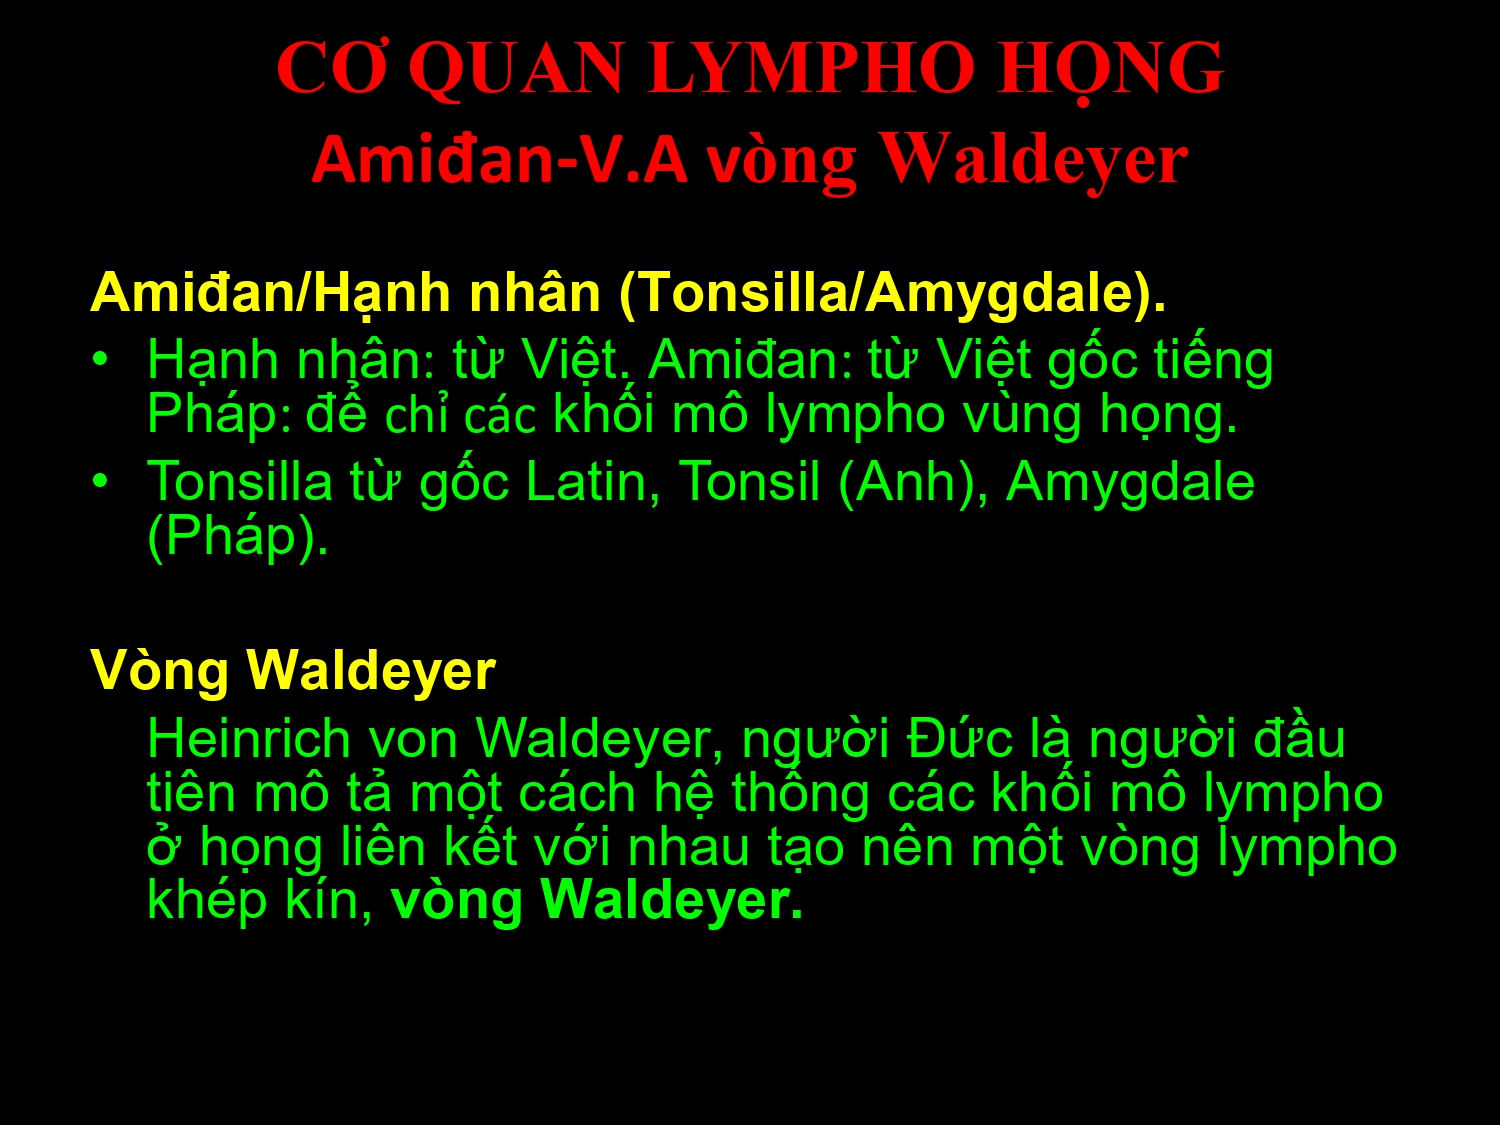 CƠ QUAN LYMPHO HỌNG
Amiđan-V.A vòng Waldeyer
Amiđan/Hạnh nhân (Tonsilla/Amygdale).
• Hạnh nhân: từ Việt. Amiđan: từ Việt gốc tiếng
Pháp: để chỉ các khối mô lympho vùng họng.
• Tonsilla từ gốc Latin, Tonsil (Anh), Amygdale
(Pháp).
Vòng Waldeyer
Heinrich von Waldeyer, người Đức là người đầu
tiên mô tả một cách hệ thống các khối mô lympho
ở họng liên kết với nhau tạo nên một vòng lympho
khép kín, vòng Waldeyer.